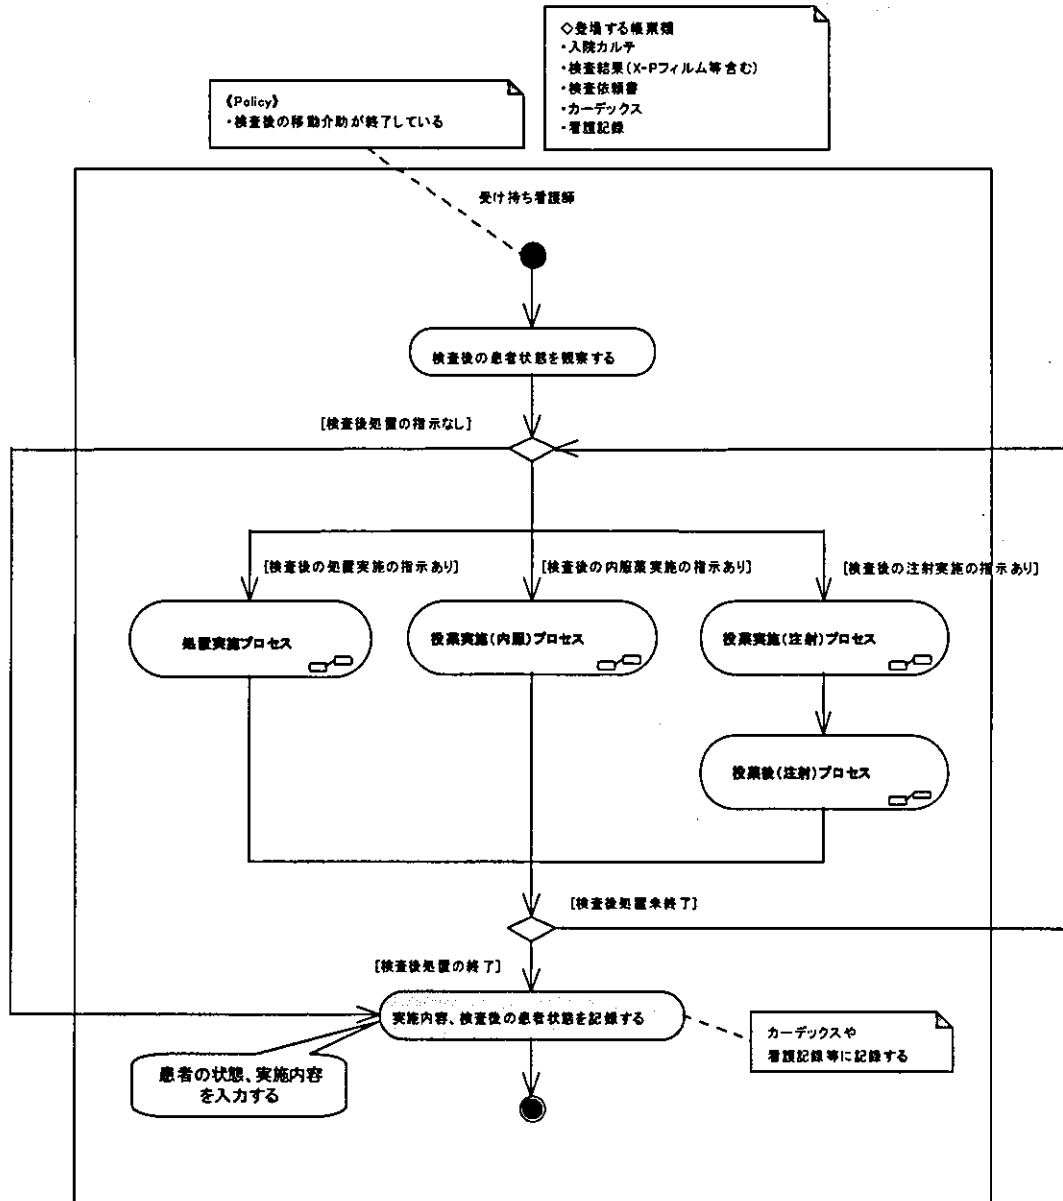 ◇登場する帳票類
・入院カルテ
・検査結果(X-Pフィルム等含む)
・検査依頼書
・カーデックス
・看護記録
《Policy》
・検査後の移動介助が終了している
受け持ち看護師
検査後の患者状態を観察する
[検査後処置の指示なし]
[検査後の処置実施の指示あり]
[検査後の内服薬実施の指示あり]
[検査後の注射実施の指示あり]
処置実施プロセス
投薬実施(内服)プロセス
投薬実施(注射)プロセス
投薬後(注射)プロセス
[検査後処置未終了]
[検査後処置の終了]
実施内容、検査後の患者状態を記録する
カーデックスや
看護記録等に記録する
患者の状態、実施内容
を入力する